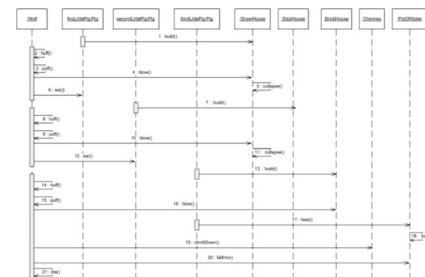 :Wolf
firstLittlePig:Pig
secondLittlePig:Pig
thirdLittlePig:Pig
:StrawHouse
:StickHouse
:BrickHouse
:Chimney
:PotOfWater
1 : build()
2 : huff()
3 : puff()
4 : blow()
5 : collapse()
6 : eat()
7 : build()
8 : huff()
9 : puff()
10 : blow()
11 : collapse()
12 : eat()
13 : build()
14 : huff()
15 : puff()
16 : blow()
17 : heat()
18 :
19 : climbDown()
20 : fallInto()
21 : die()